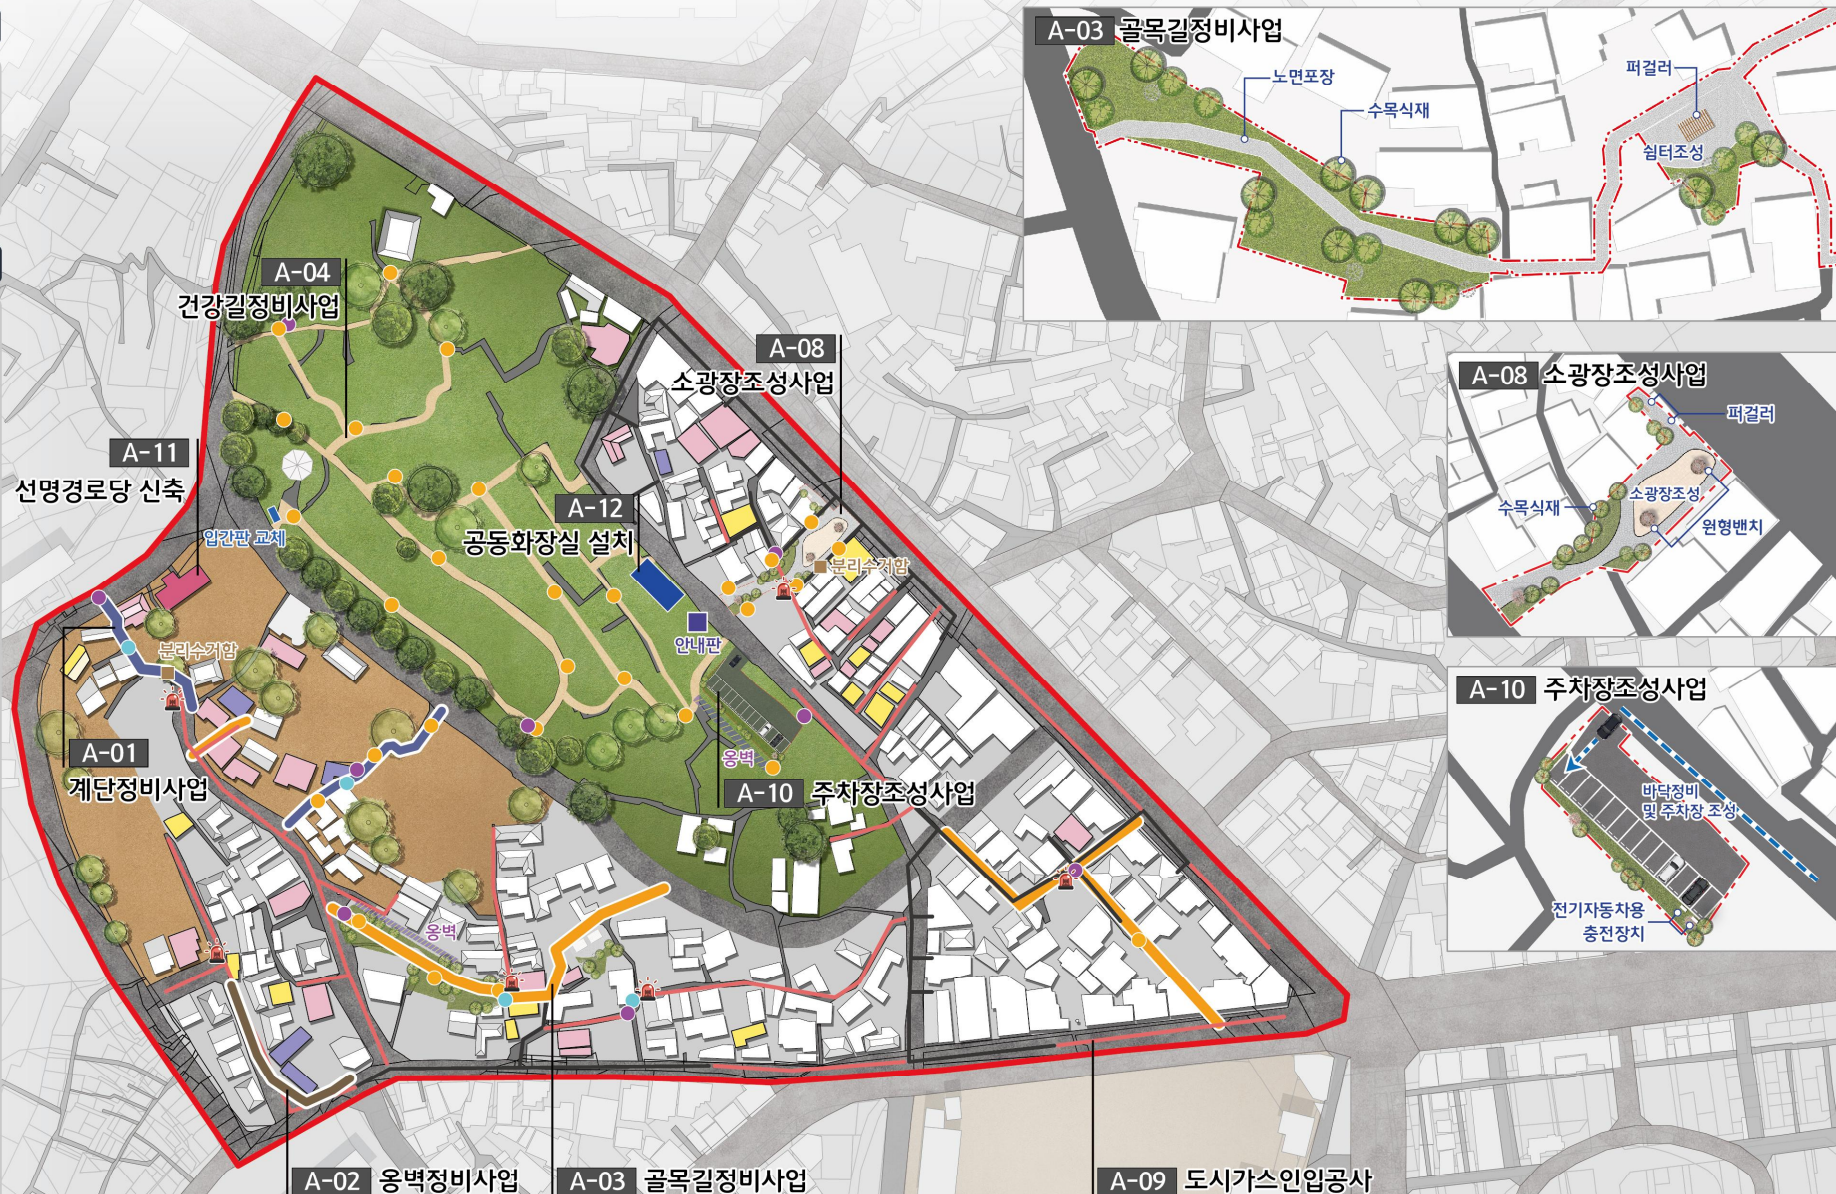 A-03 골목길정비사업
노면포장
수목식재
퍼걸러
쉼터조성
A-04
건강길정비사업
A-08
소광장조성사업
A-11
선명경로당 신축
입간판 교체
A-12
공동화장실 설치
분리수거함
안내판
분리수거함
옹벽
A-10 주차장조성사업
A-01
계단정비사업
옹벽
A-02 옹벽정비사업
A-03 골목길정비사업
A-09 도시가스인입공사
A-08 소광장조성사업
퍼걸러
소광장조성
수목식재
원형밴치
A-10 주차장조성사업
바닥정비
및 주차장 조성
전기자동차용
충전장치